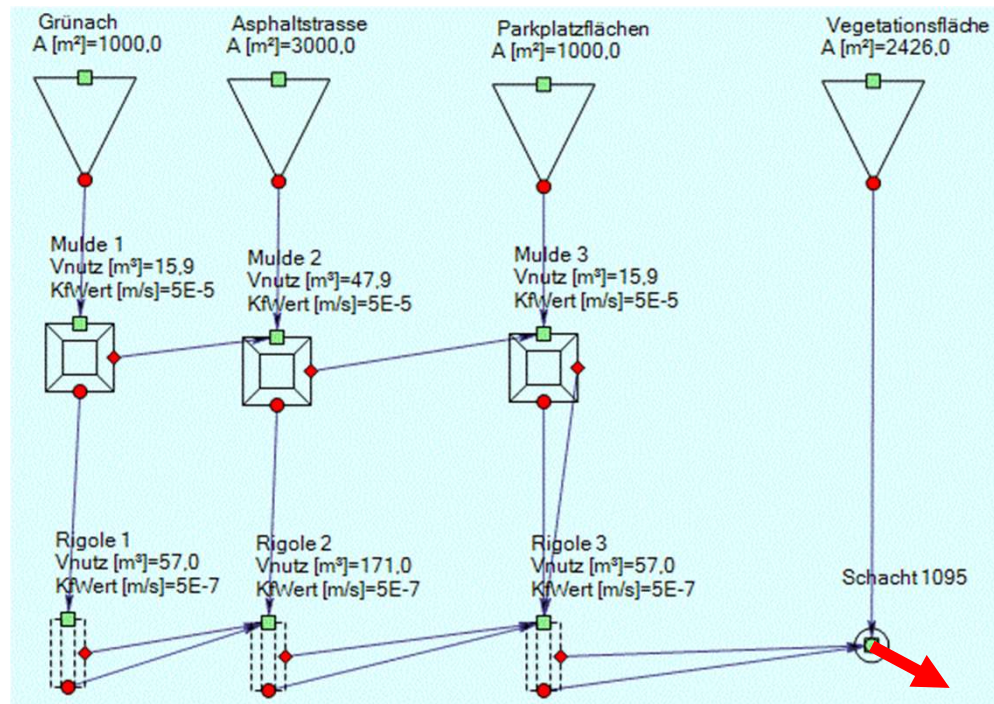 Grünach
A [m²]=1000,0
Asphaltstrasse
A [m²]=3000,0
Parkplatzflächen
A [m²]=1000,0
Vegetationsfläche
A [m²]=2426,0
Mulde 1
Vnutz [m³]=15,9
KfWert [m/s]=5E-5
Mulde 2
Vnutz [m³]=47,9
KfWert [m/s]=5E-5
Mulde 3
Vnutz [m³]=15,9
KfWert [m/s]=5E-5
Rigole 1
Vnutz [m³]=57,0
KfWert [m/s]=5E-7
Rigole 2
Vnutz [m³]=171,0
KfWert [m/s]=5E-7
Rigole 3
Vnutz [m³]=57,0
KfWert [m/s]=5E-7
Schacht 1095